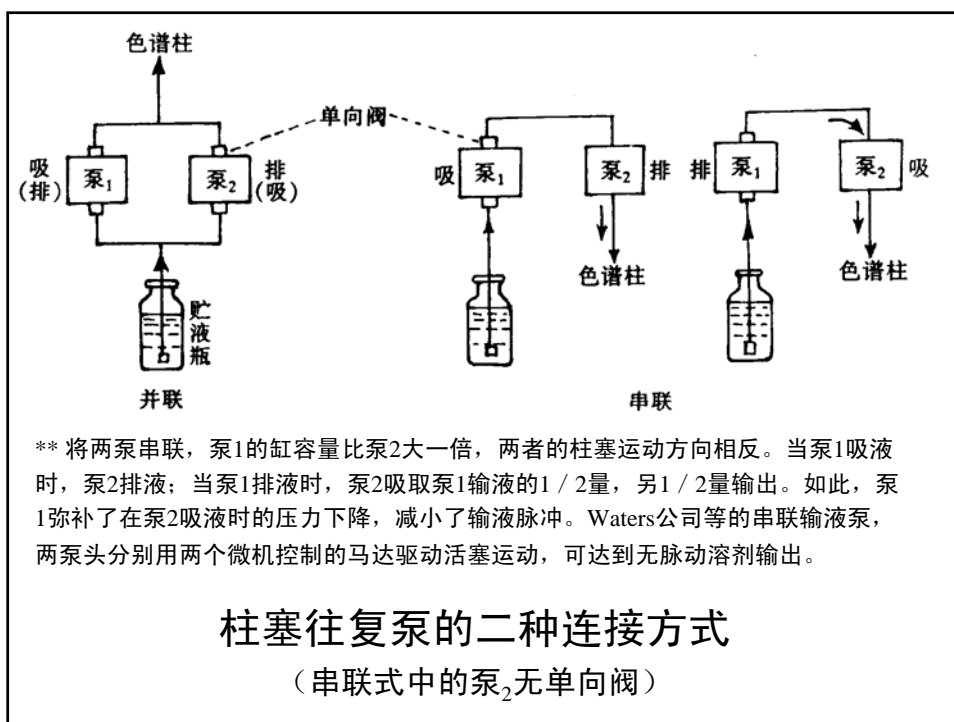 色谱柱
单向阀
吸
(排)
泵₁
泵₂
排
(吸)
贮液瓶
并联
吸
泵₁
泵₂
排
色谱柱
排
泵₁
泵₂
吸
色谱柱
串联
** 将两泵串联，泵1的缸容量比泵2大一倍，两者的柱塞运动方向相反。当泵1吸液
时，泵2排液；当泵1排液时，泵2吸取泵1输液的1／2量，另1／2量输出。如此，泵
1弥补了在泵2吸液时的压力下降，减小了输液脉冲。Waters公司等的串联输液泵，
两泵头分别用两个微机控制的马达驱动活塞运动，可达到无脉动溶剂输出。
柱塞往复泵的二种连接方式
（串联式中的泵₂无单向阀）